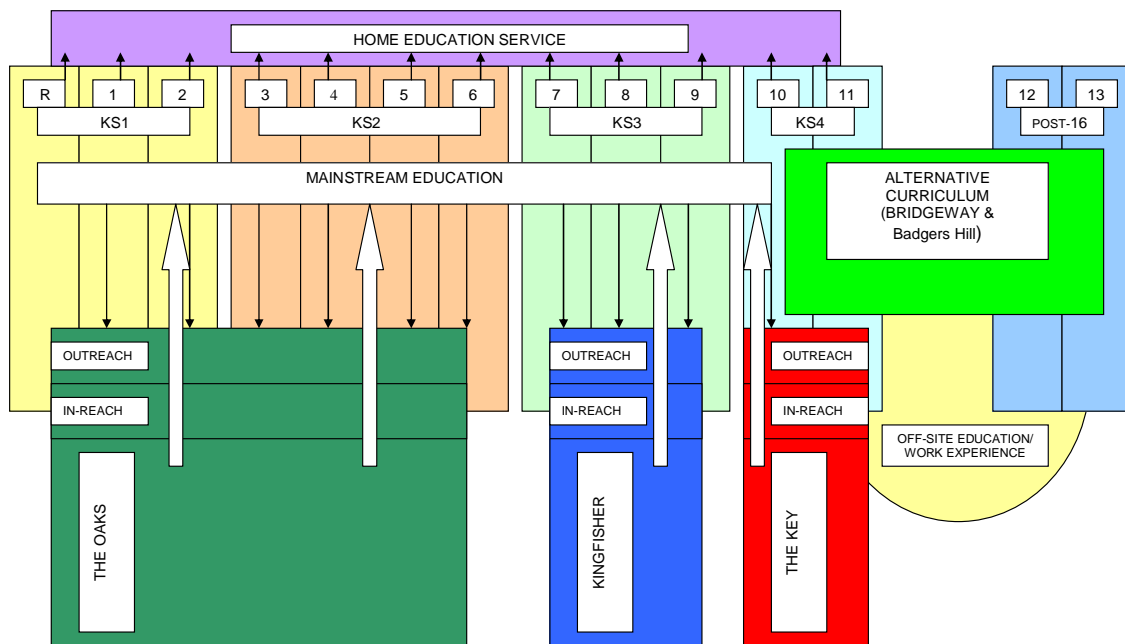 HOME EDUCATION SERVICE
R 1 2 3 4 5 6 7 8 9 10 11 12 13
KS1 KS2 KS3 KS4 POST-16
MAINSTREAM EDUCATION
ALTERNATIVE
CURRICULUM
(BRIDGEWAY &
Badgers Hill)
OUTREACH OUTREACH OUTREACH
IN-REACH IN-REACH IN-REACH
OFF-SITE EDUCATION/
WORK EXPERIENCE
THE OAKS
KINGFISHER
THE KEY